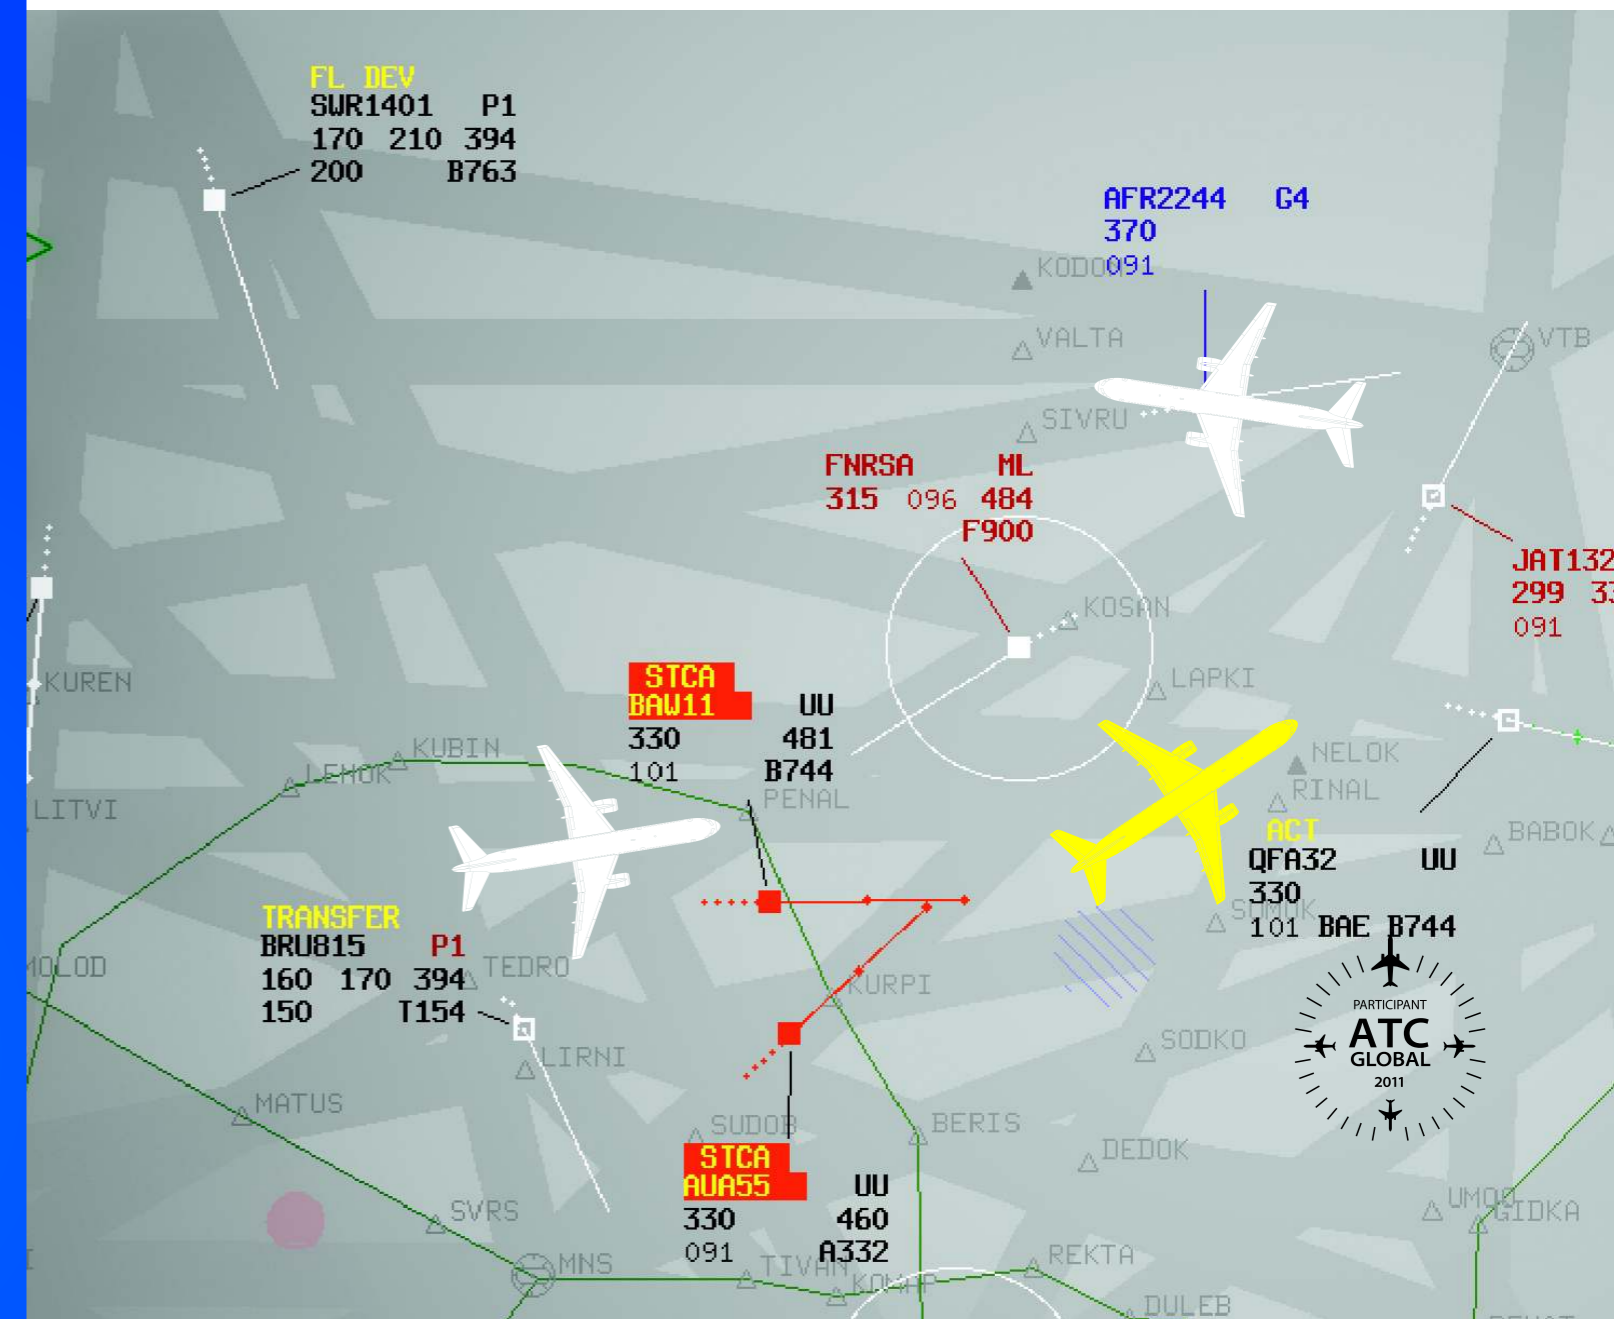 FL DEV
SWR1401 P1
170 210 394
200 B763
AFR2244 G4
370
091
VALTA
VTB
SIVRU
FNRSA ML
315 096 484
F900
JAT132
299
091
KOSAN
LAPKI
KUREN
STCA
BAW11 UU
330 481
101 B744
KUBIN
LENOK
PENAL
LITVI
NELOK
RINAL
BABOK
ACT
QFA32 UU
330
101 BAE B744
TRANSFER
BRU815 P1
160 170 394
150 T154
TEDRO
MOLOD
KURPI
LIRNI
SODKO
PARTICIPANT
ATC
GLOBAL
2011
MATUS
SUDOB
BERIS
DEDOK
STCA
AUA55 UU
330 460
091 A332
SVRS
MNS
TIVAN
REKTA
GIDKA
DULEB